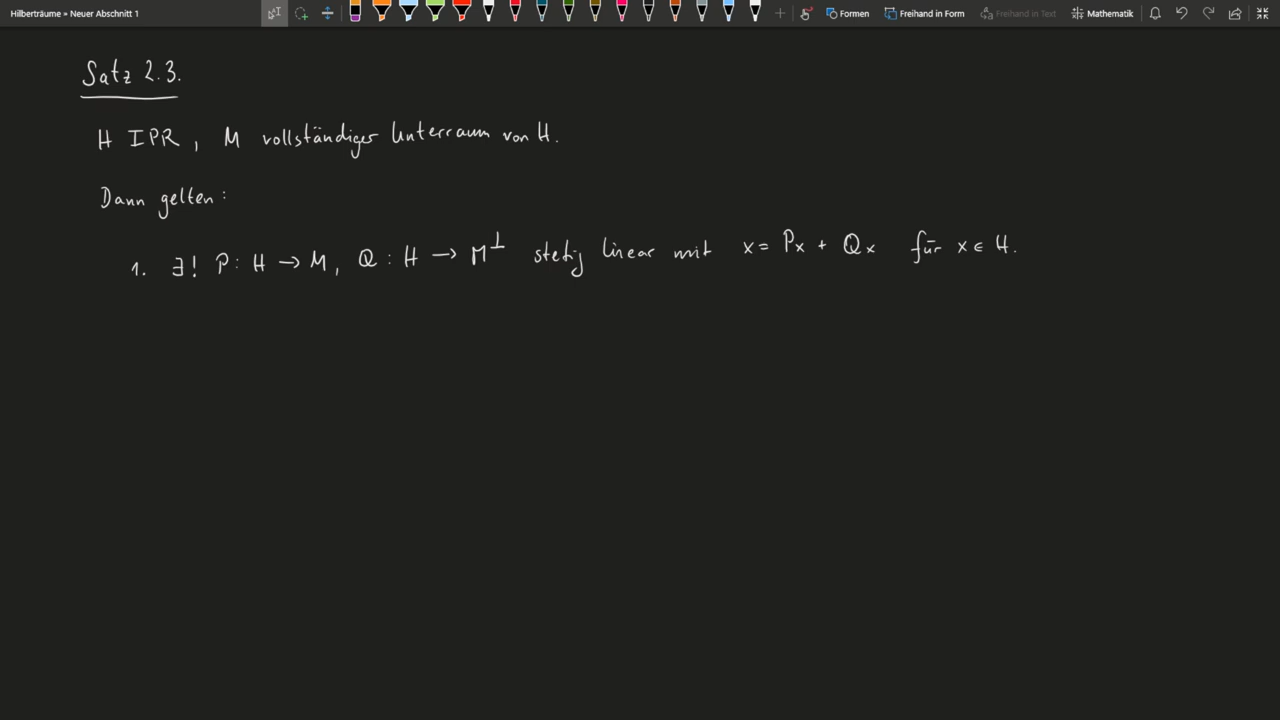 Hilberträume » Neuer Abschnitt 1
Formen Freihand in Form Freihand in Text Mathematik
Satz 2.3.
H IPR, M vollständiger Unterraum von H.
Dann gelten:
1. ∃! P: H → M, Q: H → M⊥ stetig linear mit x = Px + Qx für x ∈ H.